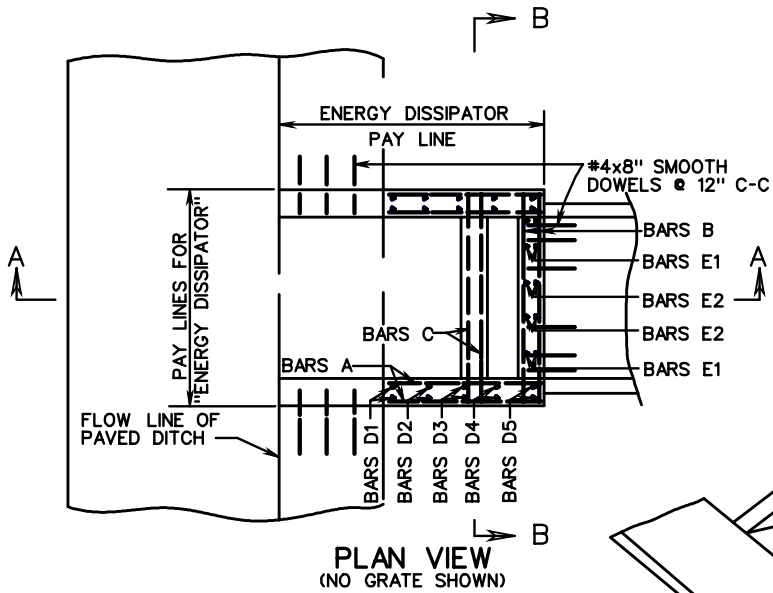 B
ENERGY DISSIPATOR
PAY LINE
#4x8" SMOOTH
DOWELS @ 12" C-C
BARS B
A
A
BARS E1
PAY LINES FOR
"ENERGY DISSIPATOR"
BARS E2
BARS C
BARS E2
BARS A
BARS E1
FLOW LINE OF
PAVED DITCH
BARS D1
BARS D2
BARS D3
BARS D4
BARS D5
B
PLAN VIEW
(NO GRATE SHOWN)